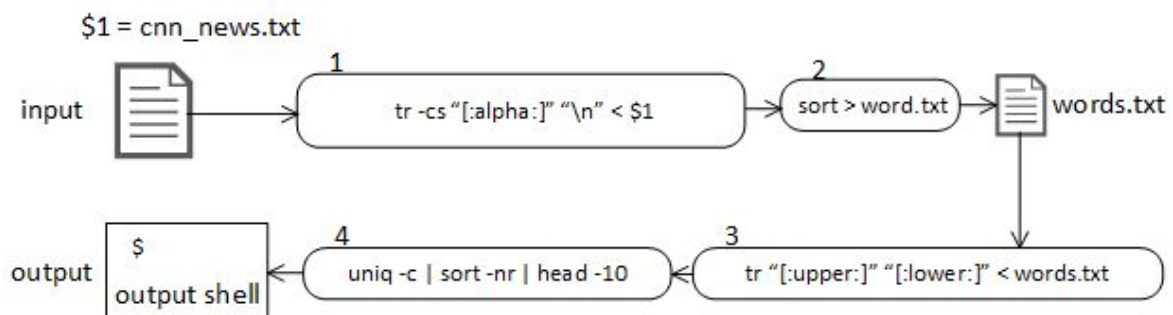 $1 = cnn_news.txt
input
1
tr -cs “[:alpha:]” “\n” < $1
2
sort > word.txt
words.txt
output
$
output shell
4
uniq -c | sort -nr | head -10
3
tr “[:upper:]” “[:lower:]” < words.txt